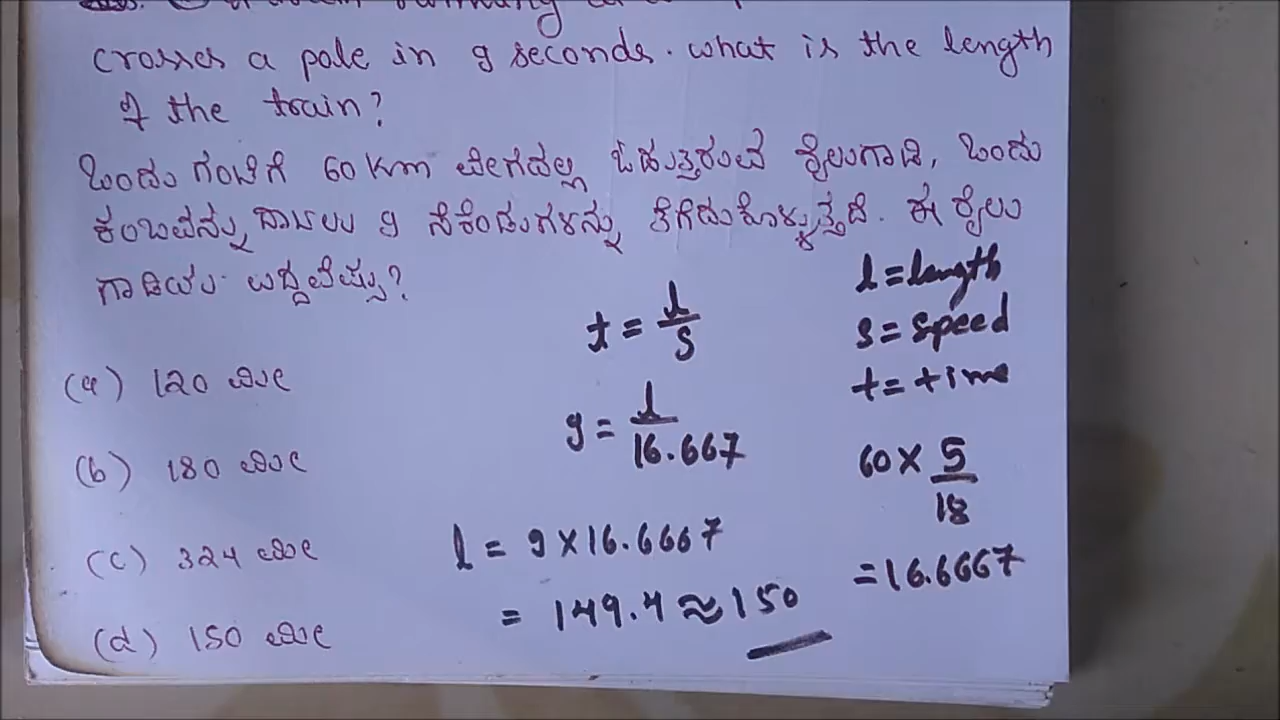 crosses a pole in 9 seconds. what is the length
of the train?
ಒಂದು ಗಂಟೆಗೆ 60 Km ವೇಗದಲ್ಲಿ ಓಡುತ್ತಿರುವ ರೈಲುಗಾಡಿ, ಒಂದು
ಕಂಬವನ್ನು ದಾಟಲು 9 ಸೆಕೆಂಡುಗಳನ್ನು ತೆಗೆದುಕೊಳ್ಳುತ್ತದೆ. ಈ ರೈಲು
ಗಾಡಿಯ ಉದ್ದವೆಷ್ಟು?
(a) 120 ಮೀ
(b) 180 ಮೀ
(c) 324 ಮೀ
(d) 150 ಮೀ
t = l/s
9 = l/16.667
l = 9 × 16.6667
= 149.4 ≈ 150
l = length
s = speed
t = time
60 × 5/18
= 16.6667